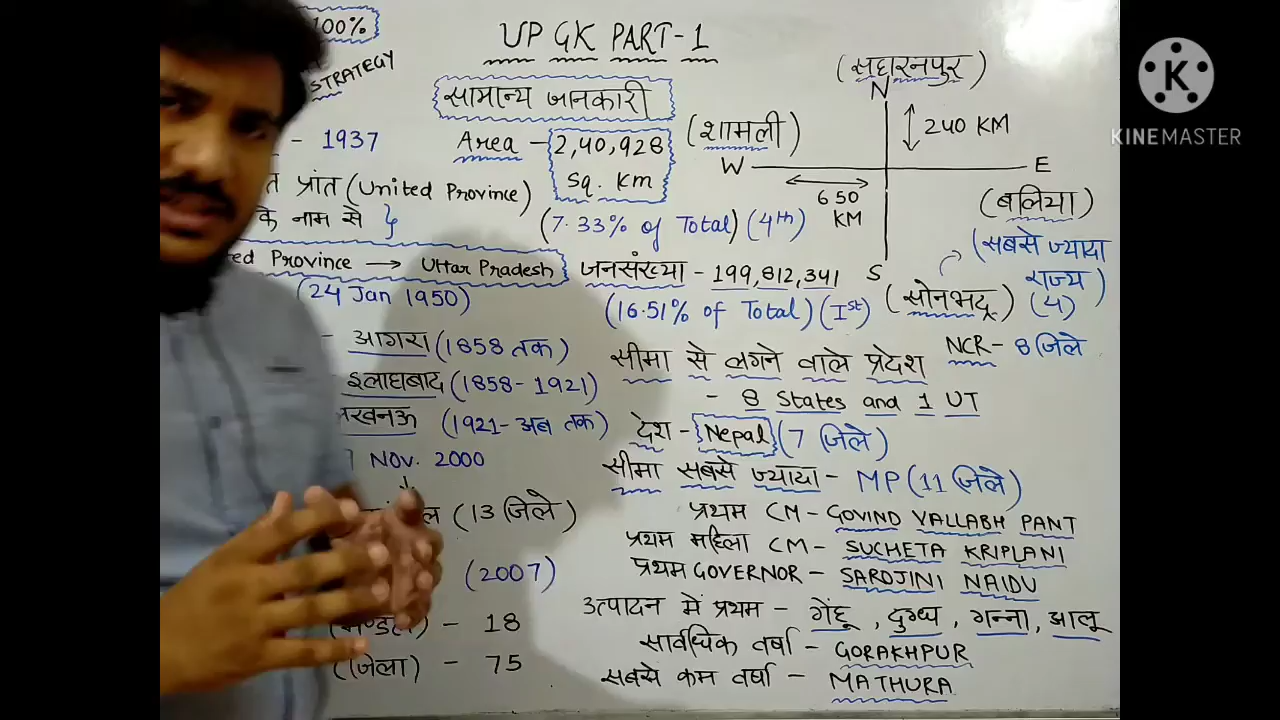 100%
UP GK PART-1
STRATEGY
सामान्य जानकारी
- 1937
प्रांत (United Province)
के नाम से }
Province → Uttar Pradesh
(24 Jan 1950)
- आगरा (1858 तक)
इलाहाबाद (1858-1921)
(1921- अब तक)
Nov. 2000
(13 जिले)
(2007)
- 18
(जिला) - 75
Area - 2,40,928
Sq. Km
(7.33% of Total) (4th)
जनसंख्या - 199,812,341
(16.51% of Total) (Ist)
सीमा से लगने वाले प्रदेश
- 8 States and 1 UT
देश - Nepal (7 जिले)
सीमा सबसे ज्यादा - MP (11 जिले)
प्रथम CM - GOVIND VALLABH PANT
प्रथम महिला CM - SUCHETA KRIPLANI
प्रथम GOVERNOR - SAROJINI NAIDU
उत्पादन में प्रथम - गेंहू, दुग्ध, गन्ना, आलू
सार्वाधिक वर्षा - GORAKHPUR
सबसे कम वर्षा - MATHURA
(सहारनपुर)
N
240 KM
(शामली)
W
E
650
KM
(बलिया)
S
(सोनभद्र)
(सबसे ज्यादा
राज्य)
(4)
NCR - 8 जिले
K
KINEMASTER